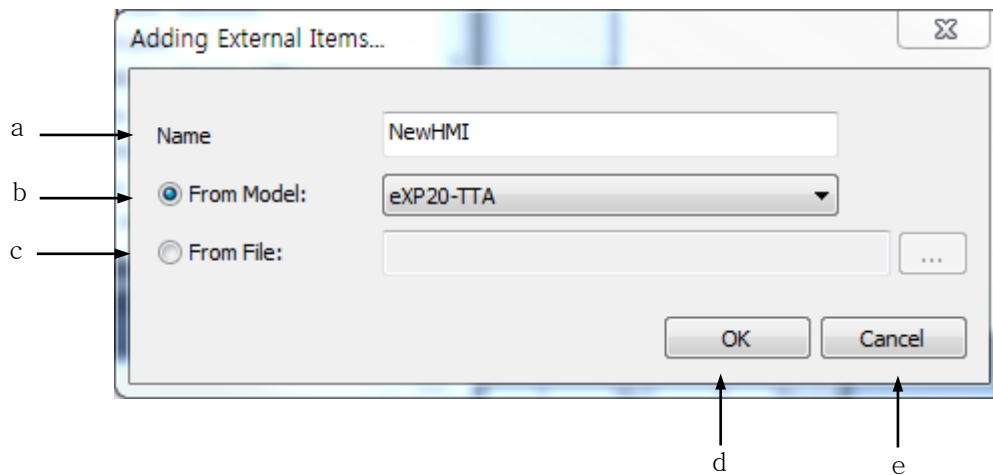 Adding External Items...
a Name NewHMI
b From Model: eXP20-TTA
c From File: ...
OK Cancel
d e